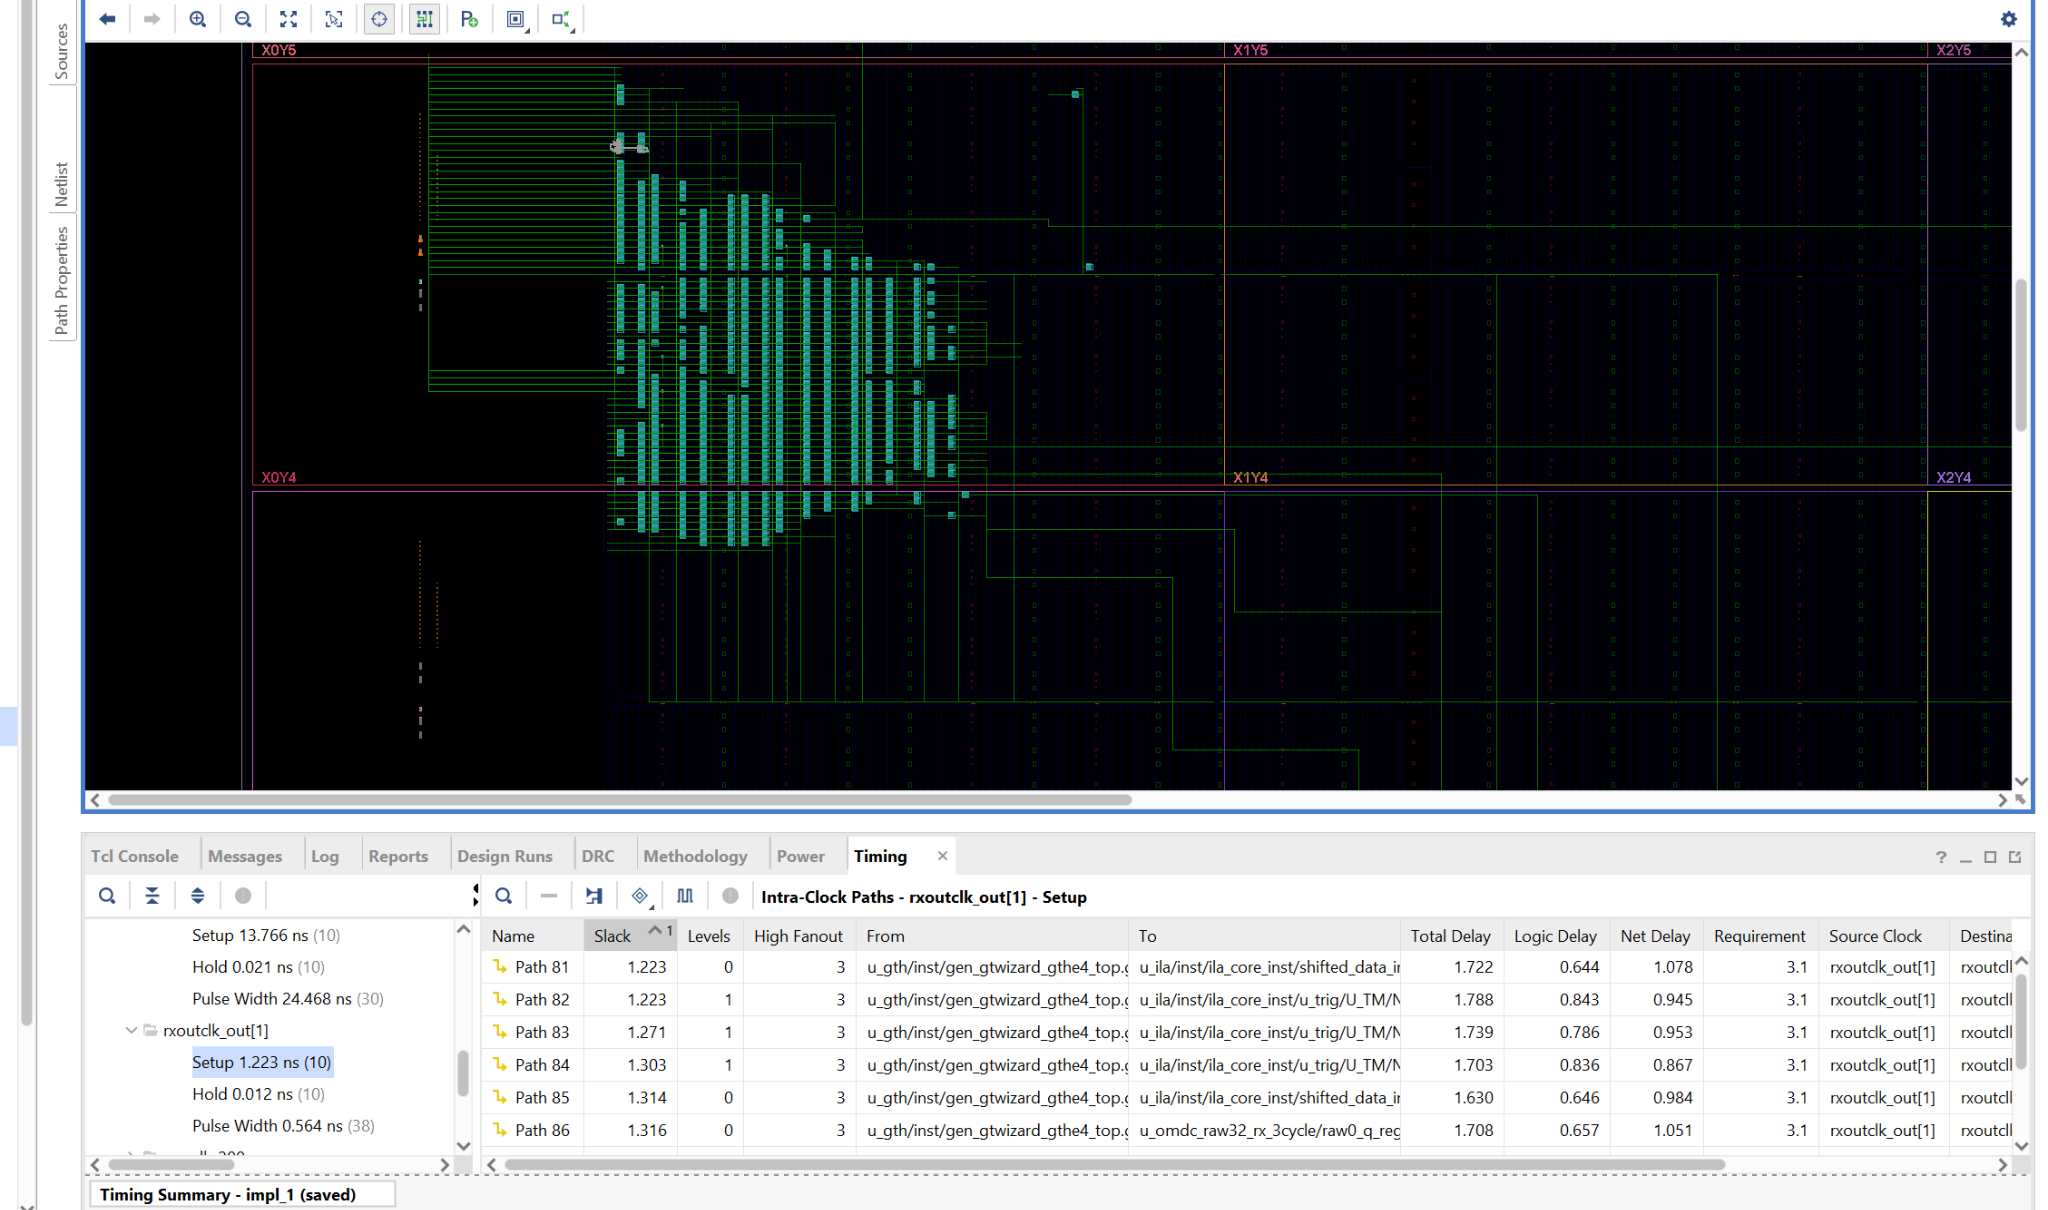 Sources
Netlist
Path Properties
X0Y5
X1Y5
X2Y5
X0Y4
X1Y4
X2Y4
Tcl Console
Messages
Log
Reports
Design Runs
DRC
Methodology
Power
Timing
Intra-Clock Paths - rxoutclk_out[1] - Setup
Setup 13.766 ns (10)
Hold 0.021 ns (10)
Pulse Width 24.468 ns (30)
rxoutclk_out[1]
Setup 1.223 ns (10)
Hold 0.012 ns (10)
Pulse Width 0.564 ns (38)
Name Slack 1 Levels High Fanout From To Total Delay Logic Delay Net Delay Requirement Source Clock Destina
Path 81 1.223 0 3 u_gth/inst/gen_gtwizard_gthe4_top.g u_ila/inst/ila_core_inst/shifted_data_i 1.722 0.644 1.078 3.1 rxoutclk_out[1] rxoutcl
Path 82 1.223 1 3 u_gth/inst/gen_gtwizard_gthe4_top.g u_ila/inst/ila_core_inst/u_trig/U_TM/N 1.788 0.843 0.945 3.1 rxoutclk_out[1] rxoutcl
Path 83 1.271 1 3 u_gth/inst/gen_gtwizard_gthe4_top.g u_ila/inst/ila_core_inst/u_trig/U_TM/N 1.739 0.786 0.953 3.1 rxoutclk_out[1] rxoutcl
Path 84 1.303 1 3 u_gth/inst/gen_gtwizard_gthe4_top.g u_ila/inst/ila_core_inst/u_trig/U_TM/N 1.703 0.836 0.867 3.1 rxoutclk_out[1] rxoutcl
Path 85 1.314 0 3 u_gth/inst/gen_gtwizard_gthe4_top.g u_ila/inst/ila_core_inst/shifted_data_i 1.630 0.646 0.984 3.1 rxoutclk_out[1] rxoutcl
Path 86 1.316 0 3 u_gth/inst/gen_gtwizard_gthe4_top.g u_omdc_raw32_rx_3cycle/raw0_q_reg 1.708 0.657 1.051 3.1 rxoutclk_out[1] rxoutcl
Timing Summary - impl_1 (saved)